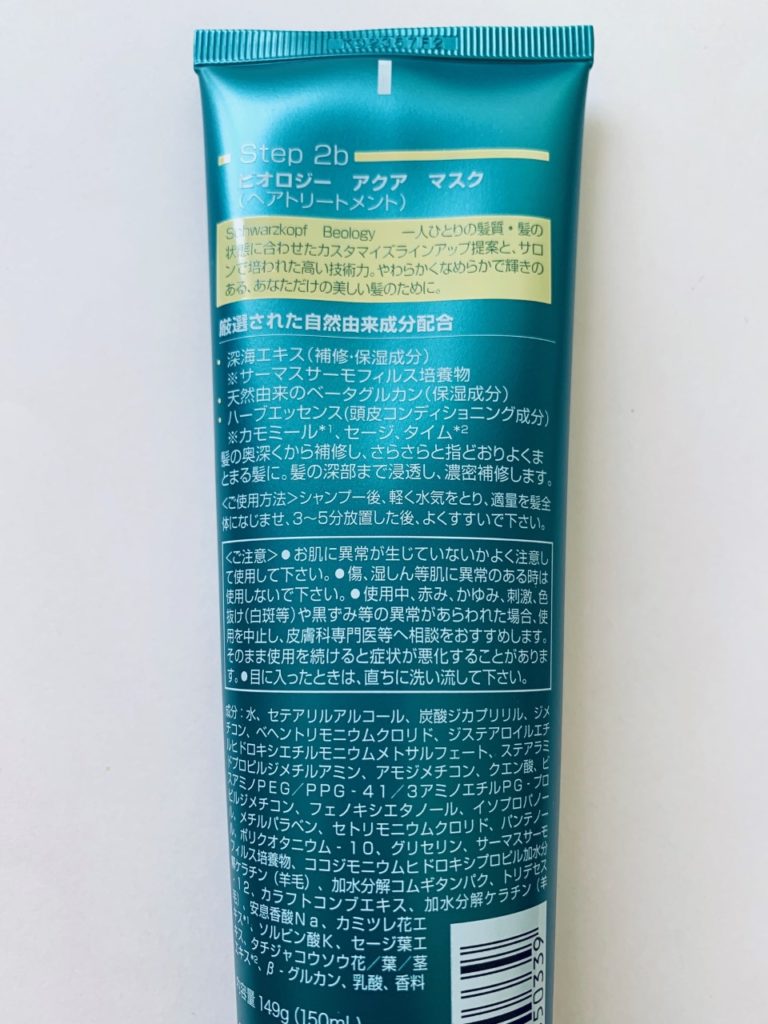 Step 2b
ビオロジー アクア マスク
(ヘアトリートメント)
Schwarzkopf Beology 一人ひとりの髪質・髪の
状態に合わせたカスタマイズラインアップ提案と、サロ
ンで培われた高い技術力。やわらかくなめらかで輝きの
ある、あなただけの美しい髪のために。
厳選された自然由来成分配合
・深海エキス(補修・保湿成分)
※サーマスサーモフィルス培養物
・天然由来のベータグルカン(保湿成分)
・ハーブエッセンス(頭皮コンディショニング成分)
※カモミール*1、セージ、タイム*2
髪の奥深くから補修し、さらさらと指どおりよくま
とまる髪に。髪の深部まで浸透し、濃密補修します。
<ご使用方法>シャンプー後、軽く水気をとり、適量を髪全
体になじませ、3〜5分放置した後、よくすすいで下さい。
<ご注意>●お肌に異常が生じていないかよく注意し
て使用して下さい。●傷、湿しん等肌に異常のある時は
使用しないで下さい。●使用中、赤み、かゆみ、刺激、色
抜け(白斑等)や黒ずみ等の異常があらわれた場合、使
用を中止し、皮膚科専門医等へ相談をおすすめします。
そのまま使用を続けると症状が悪化することがありま
す。●目に入ったときは、直ちに洗い流して下さい。
成分:水、セテアリルアルコール、炭酸ジカプリリル、ジメ
チコン、ベヘントリモニウムクロリド、ジステアロイルエチ
ルヒドロキシエチルモニウムメトサルフェート、ステアラミ
ドプロピルジメチルアミン、アモジメチコン、クエン酸、ビ
スアミノPEG/PPG-41/3アミノエチルPG-プロ
ピルジメチコン、フェノキシエタノール、イソプロパノー
ル、メチルパラベン、セトリモニウムクロリド、パンテノー
ル、ポリクオタニウム-10、グリセリン、サーマスサーモ
フィルス培養物、ココジモニウムヒドロキシプロピル加水分
解ケラチン(羊毛)、加水分解コムギタンパク、トリデセス
-12、カラフトコンブエキス、加水分解ケラチン(羊
毛)、安息香酸Na、カミツレ花エ
キス*1、ソルビン酸K、セージ葉エ
キス、タチジャコウソウ花/葉/茎
エキス*2、β-グルカン、乳酸、香料
内容量 149g (150mL)
50339